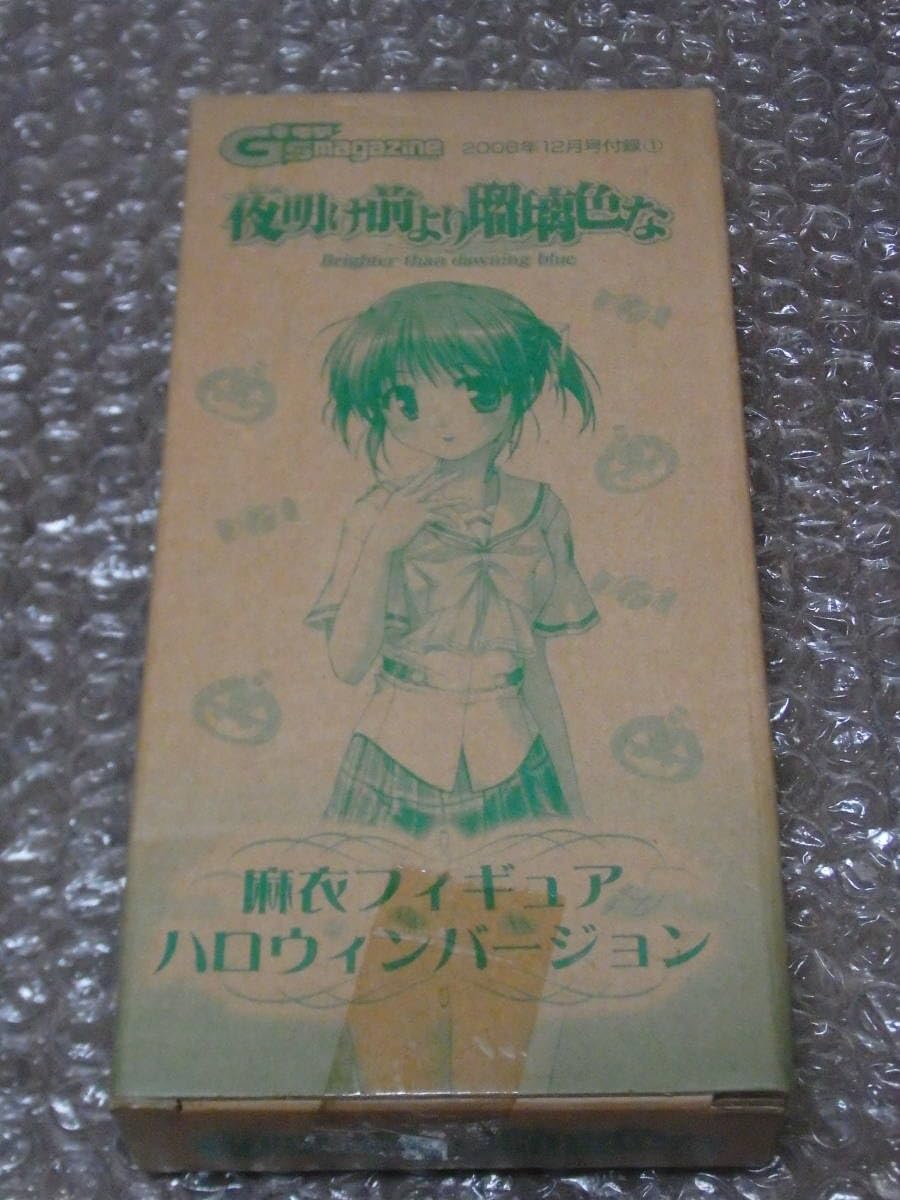 G's magazine 2006年12月号付録①
夜明け前より瑠璃色な
Brighter than dawning blue
麻衣フィギュア
ハロウィンバージョン